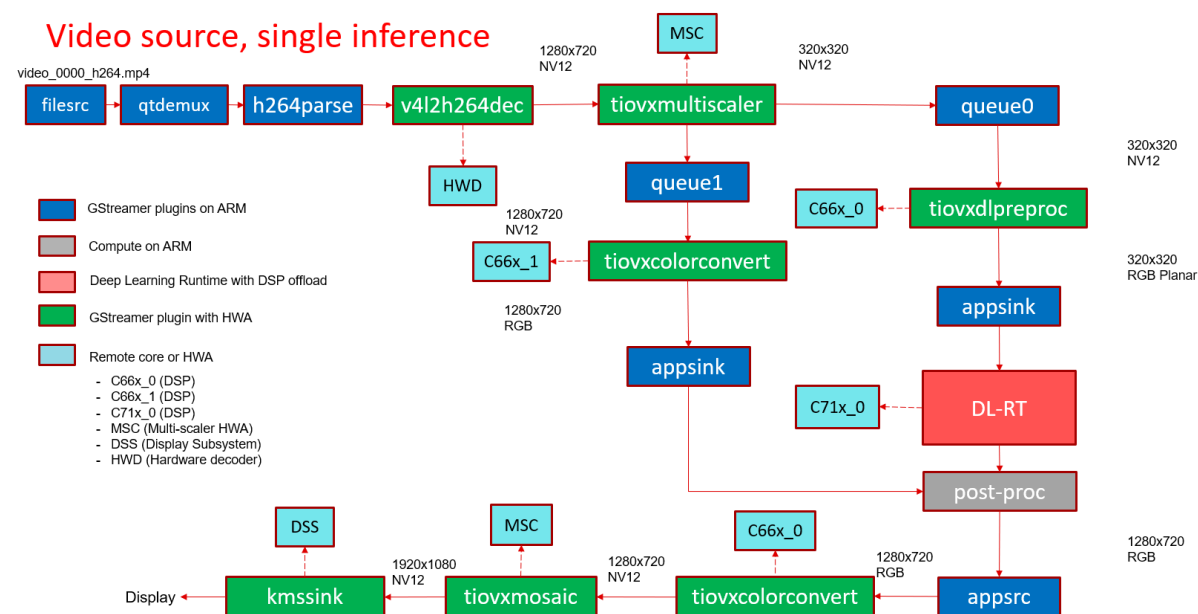 Video source, single inference
video_0000_h264.mp4
filesrc
qtdemux
h264parse
v4l2h264dec
1280x720
NV12
MSC
tiovxmultiscaler
320x320
NV12
queue0
HWD
queue1
320x320
NV12
C66x_0
tiovxdlpreproc
1280x720
NV12
C66x_1
tiovxcolorconvert
320x320
RGB Planar
1280x720
RGB
appsink
appsink
C71x_0
DL-RT
post-proc
GStreamer plugins on ARM
Compute on ARM
Deep Learning Runtime with DSP offload
GStreamer plugin with HWA
Remote core or HWA
- C66x_0 (DSP)
- C66x_1 (DSP)
- C71x_0 (DSP)
- MSC (Multi-scaler HWA)
- DSS (Display Subsystem)
- HWD (Hardware decoder)
1280x720
RGB
appsrc
1280x720
RGB
C66x_0
tiovxcolorconvert
1280x720
NV12
MSC
tiovxmosaic
1920x1080
NV12
DSS
kmssink
Display